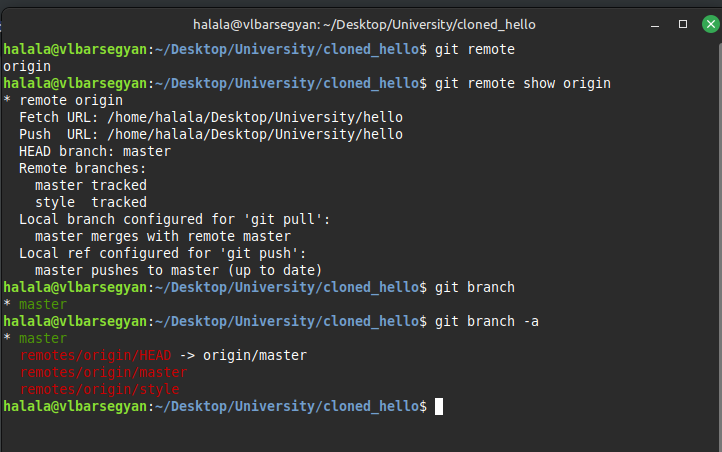 halala@vlbarsegyan:~/Desktop/University/cloned_hello
halala@vlbarsegyan:~/Desktop/University/cloned_hello$ git remote
origin
halala@vlbarsegyan:~/Desktop/University/cloned_hello$ git remote show origin
* remote origin
  Fetch URL: /home/halala/Desktop/University/hello
  Push  URL: /home/halala/Desktop/University/hello
  HEAD branch: master
  Remote branches:
    master tracked
    style  tracked
  Local branch configured for 'git pull':
    master merges with remote master
  Local ref configured for 'git push':
    master pushes to master (up to date)
halala@vlbarsegyan:~/Desktop/University/cloned_hello$ git branch
* master
halala@vlbarsegyan:~/Desktop/University/cloned_hello$ git branch -a
* master
  remotes/origin/HEAD -> origin/master
  remotes/origin/master
  remotes/origin/style
halala@vlbarsegyan:~/Desktop/University/cloned_hello$